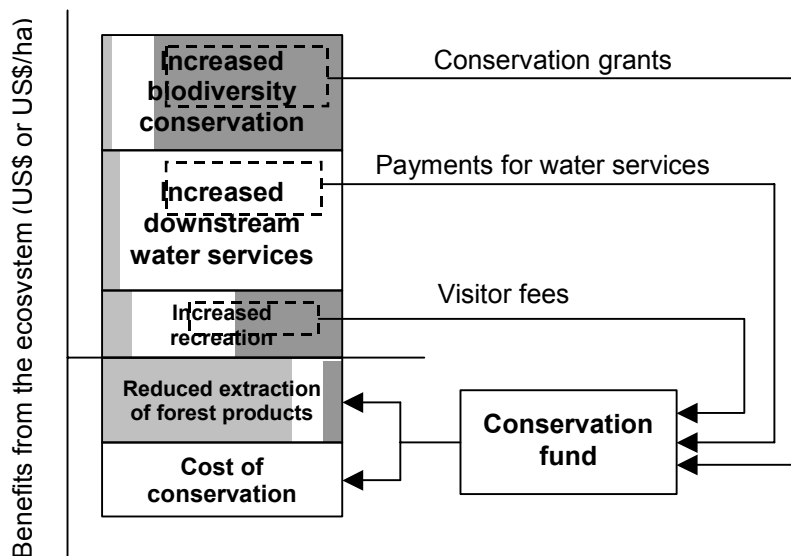 Benefits from the ecosystem (US$ or US$/ha)
Increased
biodiversity
conservation
Conservation grants
Increased
downstream
water services
Payments for water services
Increased
recreation
Visitor fees
Reduced extraction
of forest products
Cost of
conservation
Conservation
fund